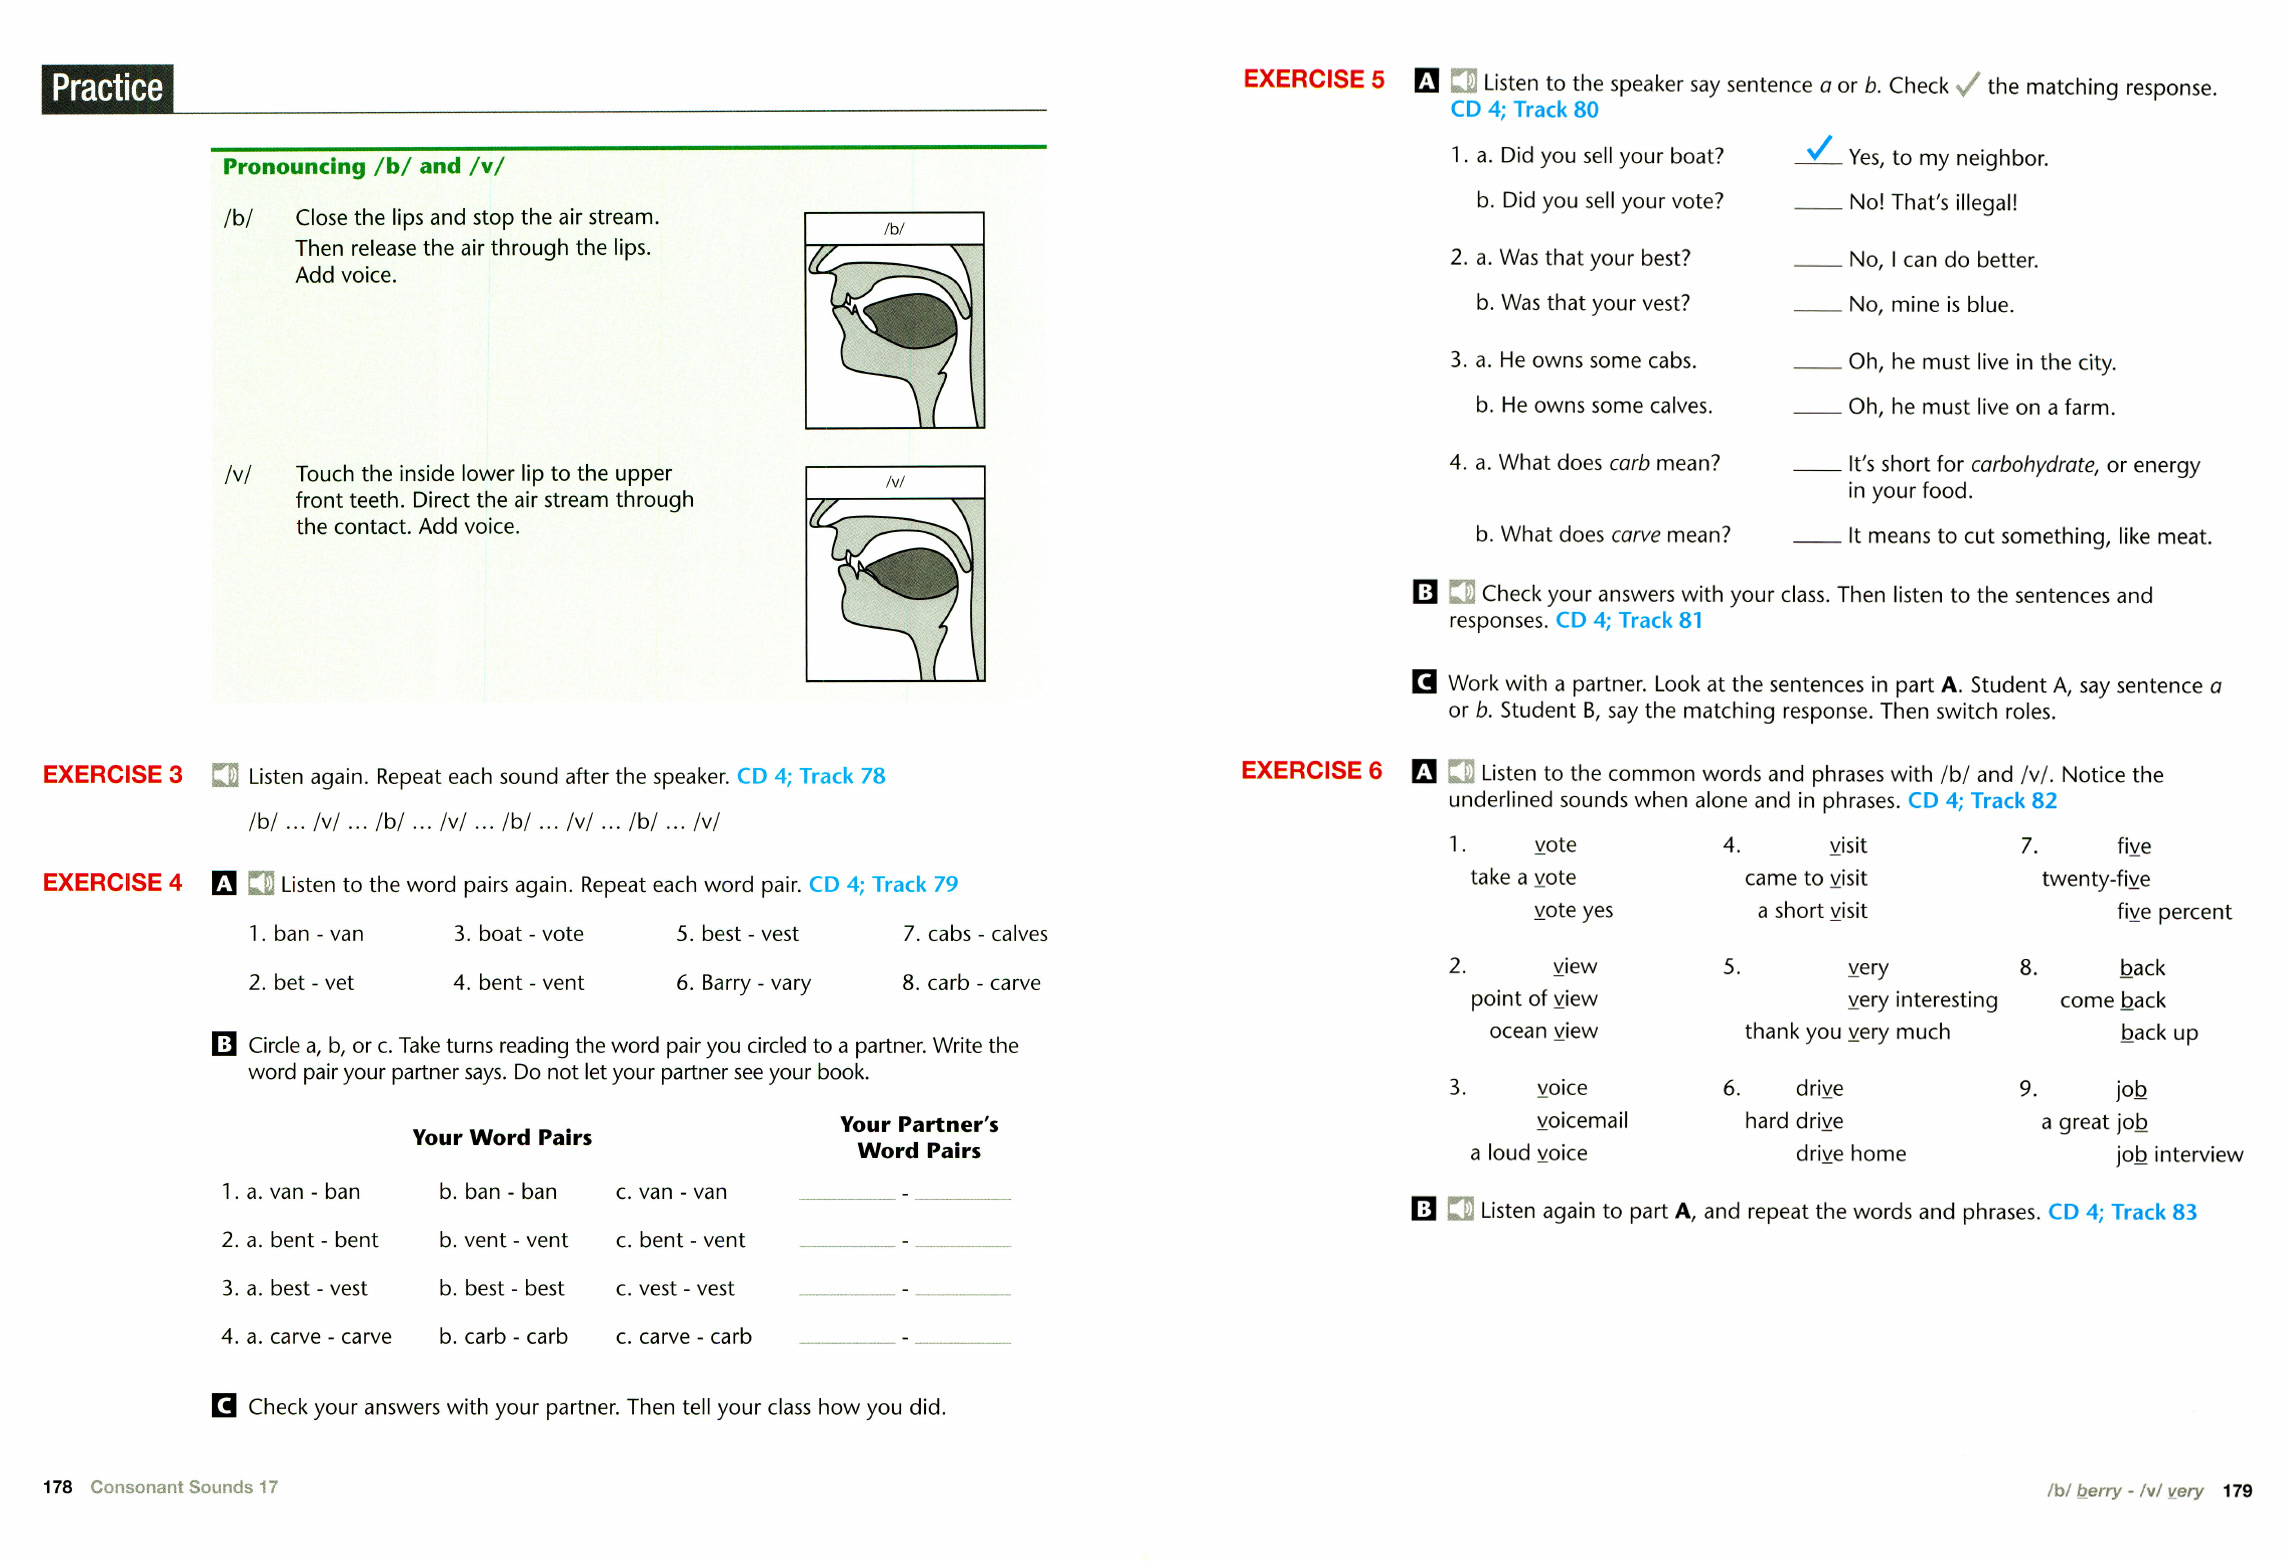 Practice
Pronouncing /b/ and /v/
/b/ Close the lips and stop the air stream.
Then release the air through the lips.
Add voice.
/b/
/v/ Touch the inside lower lip to the upper
front teeth. Direct the air stream through
the contact. Add voice.
/v/
EXERCISE 3 Listen again. Repeat each sound after the speaker. CD 4; Track 78
/b/ ... /v/ ... /b/ ... /v/ ... /b/ ... /v/ ... /b/ ... /v/
EXERCISE 4 A Listen to the word pairs again. Repeat each word pair. CD 4; Track 79
1. ban - van 3. boat - vote 5. best - vest 7. cabs - calves
2. bet - vet 4. bent - vent 6. Barry - vary 8. carb - carve
B Circle a, b, or c. Take turns reading the word pair you circled to a partner. Write the
word pair your partner says. Do not let your partner see your book.
Your Word Pairs
Your Partner's
Word Pairs
1. a. van - ban b. ban - ban c. van - van ________ - ________
2. a. bent - bent b. vent - vent c. bent - vent ________ - ________
3. a. best - vest b. best - best c. vest - vest ________ - ________
4. a. carve - carve b. carb - carb c. carve - carb ________ - ________
C Check your answers with your partner. Then tell your class how you did.
178 Consonant Sounds 17
EXERCISE 5 A Listen to the speaker say sentence a or b. Check ✓ the matching response.
CD 4; Track 80
1. a. Did you sell your boat? ✓ Yes, to my neighbor.
b. Did you sell your vote? ____ No! That's illegal!
2. a. Was that your best? ____ No, I can do better.
b. Was that your vest? ____ No, mine is blue.
3. a. He owns some cabs. ____ Oh, he must live in the city.
b. He owns some calves. ____ Oh, he must live on a farm.
4. a. What does carb mean? ____ It's short for carbohydrate, or energy
in your food.
b. What does carve mean? ____ It means to cut something, like meat.
B Check your answers with your class. Then listen to the sentences and
responses. CD 4; Track 81
C Work with a partner. Look at the sentences in part A. Student A, say sentence a
or b. Student B, say the matching response. Then switch roles.
EXERCISE 6 A Listen to the common words and phrases with /b/ and /v/. Notice the
underlined sounds when alone and in phrases. CD 4; Track 82
1. vote 4. visit 7. five
take a vote came to visit twenty-five
vote yes a short visit five percent
2. view 5. very 8. back
point of view very interesting come back
ocean view thank you very much back up
3. voice 6. drive 9. job
voicemail hard drive a great job
a loud voice drive home job interview
B Listen again to part A, and repeat the words and phrases. CD 4; Track 83
/b/ berry - /v/ very 179